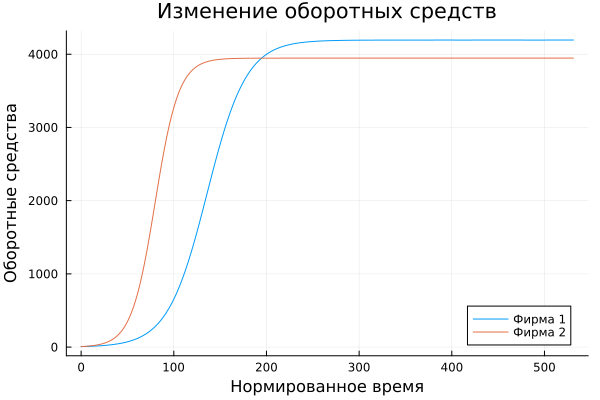 Изменение оборотных средств
Оборотные средства
4000
3000
2000
1000
0
0 100 200 300 400 500
Нормированное время
Фирма 1
Фирма 2